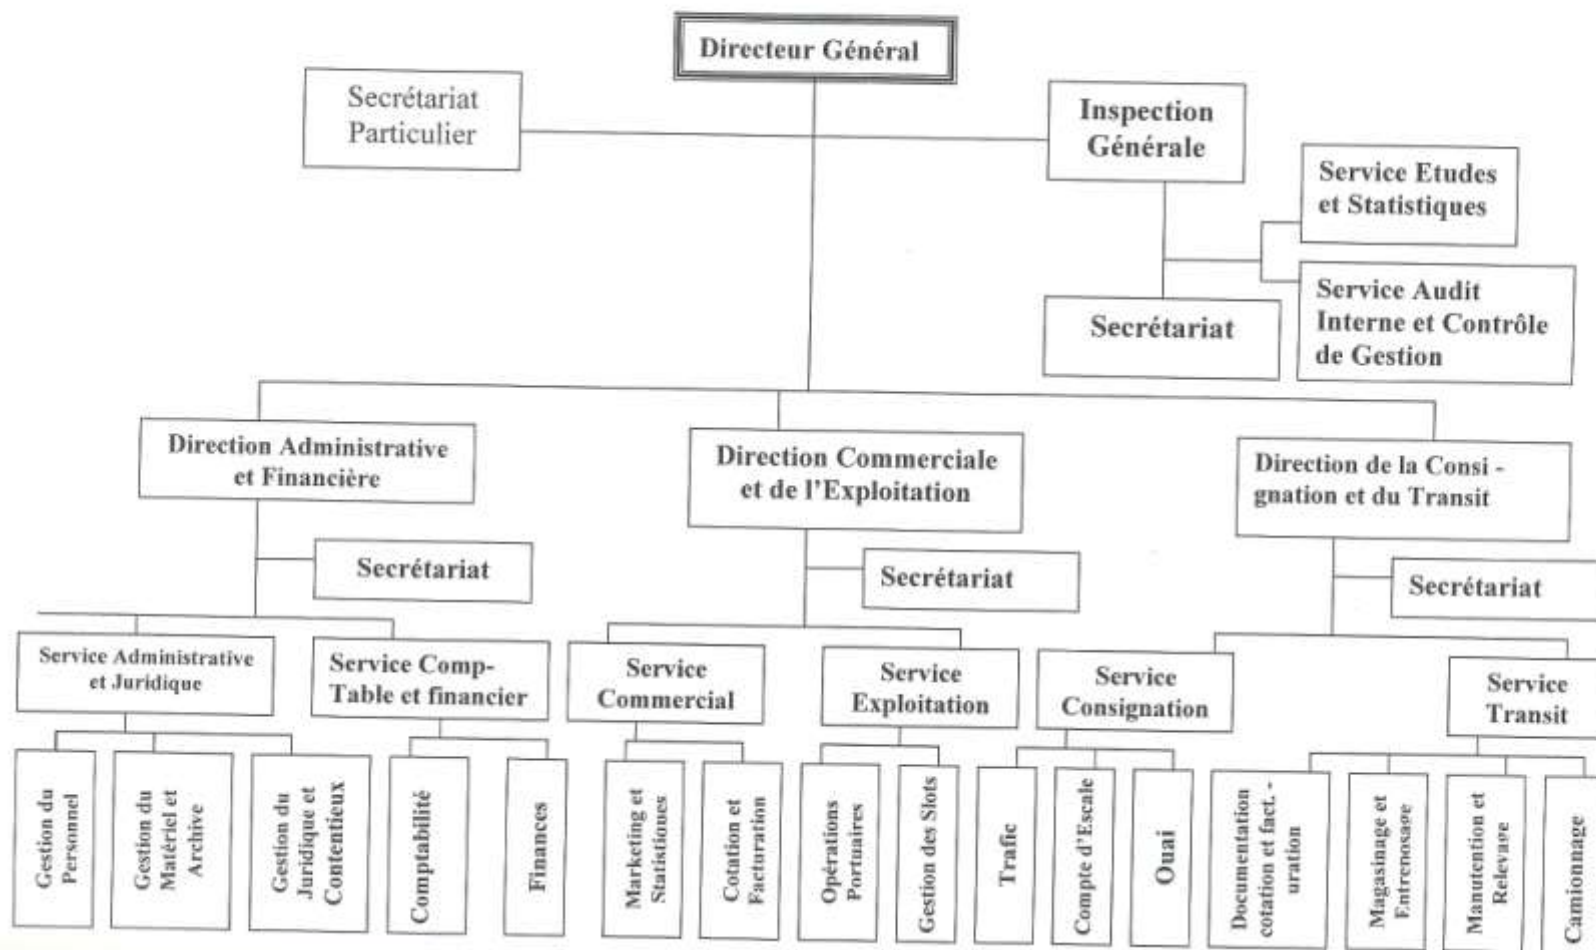 Directeur Général
Secrétariat
Particulier
Inspection
Générale
Service Etudes
et Statistiques
Service Audit
Interne et Contrôle
de Gestion
Secrétariat
Direction Administrative
et Financière
Direction Commerciale
et de l'Exploitation
Direction de la Consi -
gnation et du Transit
Secrétariat
Secrétariat
Secrétariat
Service Administrative
et Juridique
Service Comp-
Table et financier
Service
Commercial
Service
Exploitation
Service
Consignation
Service
Transit
Gestion du
Personnel
Gestion du
Matériel et
Archive
Gestion du
Juridique et
Contentieux
Comptabilité
Finances
Marketing et
Statistiques
Cotation et
Facturation
Opérations
Portuaires
Gestion des Slots
Trafic
Compte d'Escale
Quai
Documentation
cotation et fact. -
uration
Magasinage et
Entreposage
Manutention et
Relevage
Camionnage